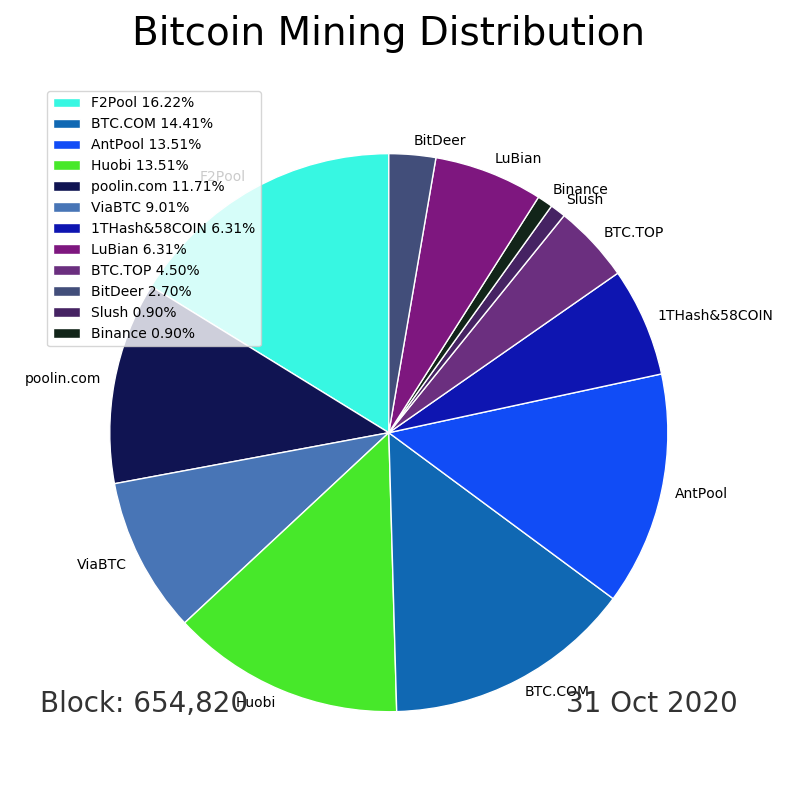 Bitcoin Mining Distribution
F2Pool 16.22%
BTC.COM 14.41%
AntPool 13.51%
Huobi 13.51%
poolin.com 11.71%
ViaBTC 9.01%
1THash&58COIN 6.31%
LuBian 6.31%
BTC.TOP 4.50%
BitDeer 2.70%
Slush 0.90%
Binance 0.90%
F2Pool
BitDeer
LuBian
Binance
Slush
BTC.TOP
1THash&58COIN
poolin.com
AntPool
ViaBTC
BTC.COM
Huobi
Block: 654,820
31 Oct 2020